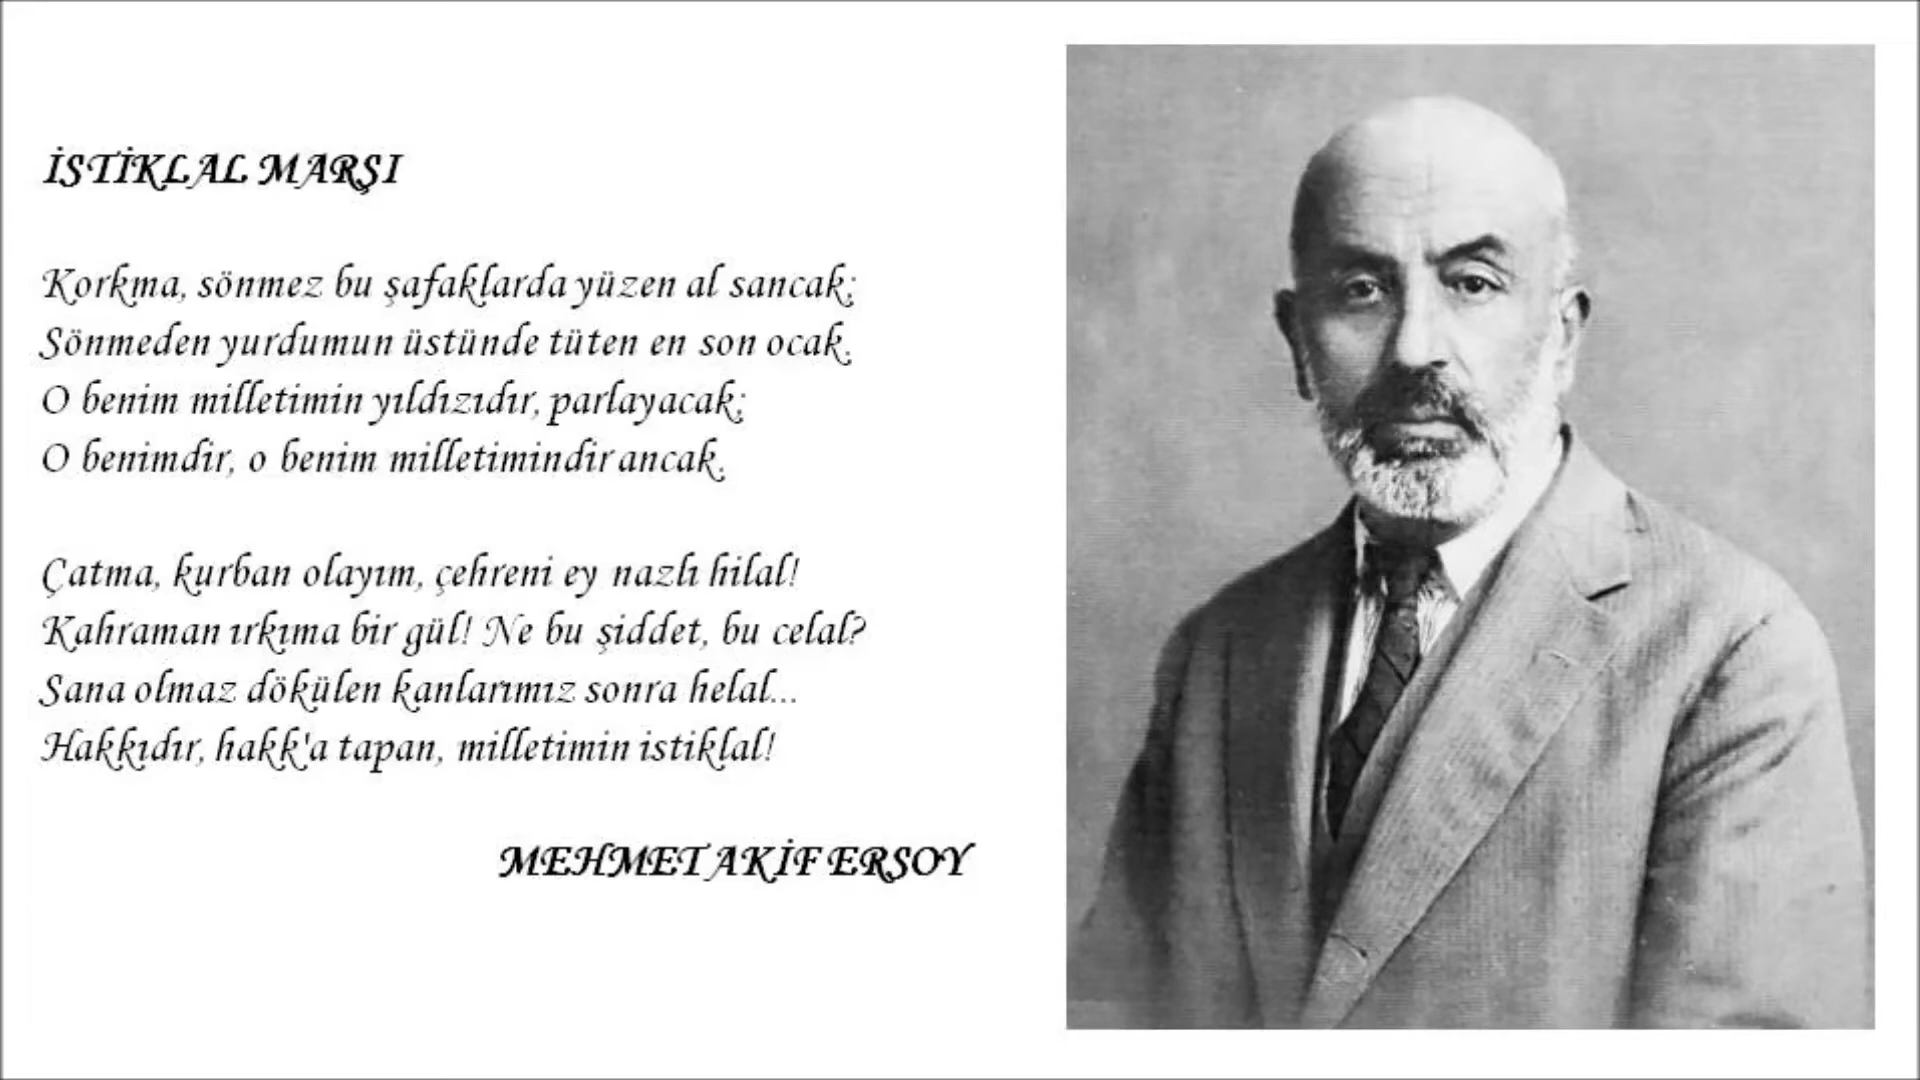 İSTİKLAL MARŞI
Korkma, sönmez bu şafaklarda yüzen al sancak;
Sönmeden yurdumun üstünde tüten en son ocak.
O benim milletimin yıldızıdır, parlayacak;
O benimdir, o benim milletimindir ancak.
Çatma, kurban olayım, çehreni ey nazlı hilal!
Kahraman ırkıma bir gül! Ne bu şiddet, bu celal?
Sana olmaz dökülen kanlarımız sonra helal...
Hakkıdır, hakk'a tapan, milletimin istiklal!
MEHMET AKİF ERSOY